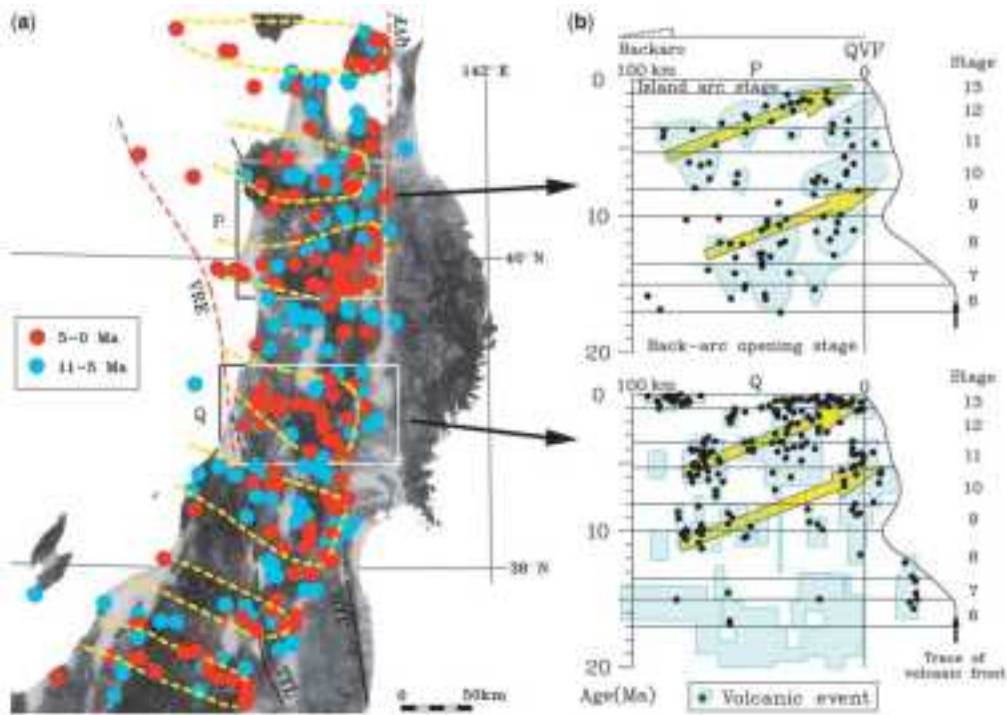 (a)
QVF
142° E
P
40° N
VRE
5-0 Ma
11-5 Ma
Q
38 N
TTL
0 50km
(b)
Backarc QVF
100 km P 0 Stage
0 Island arc stage
13
12
11
10
9
10
8
7
6
20
Back-arc opening stage
100 km Q 0 Stage
0
13
12
11
10
9
10
8
7
6
20
Trace of
volcanic front
Age(Ma) Volcanic event